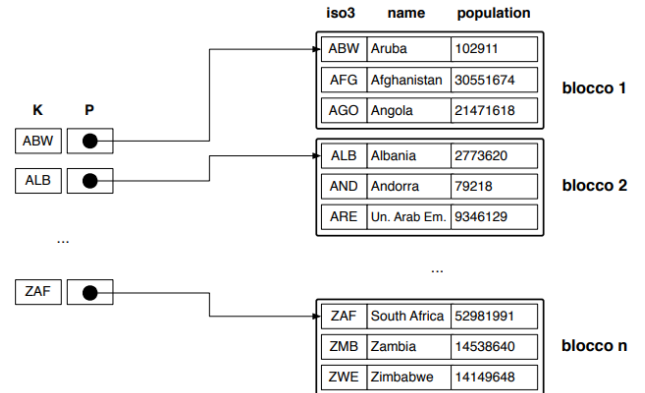 iso3 name population
ABW Aruba 102911
AFG Afghanistan 30551674
AGO Angola 21471618
blocco 1
K P
ABW
ALB
ALB Albania 2773620
AND Andorra 79218
ARE Un. Arab Em. 9346129
blocco 2
...
...
ZAF
ZAF South Africa 52981991
ZMB Zambia 14538640
ZWE Zimbabwe 14149648
blocco n